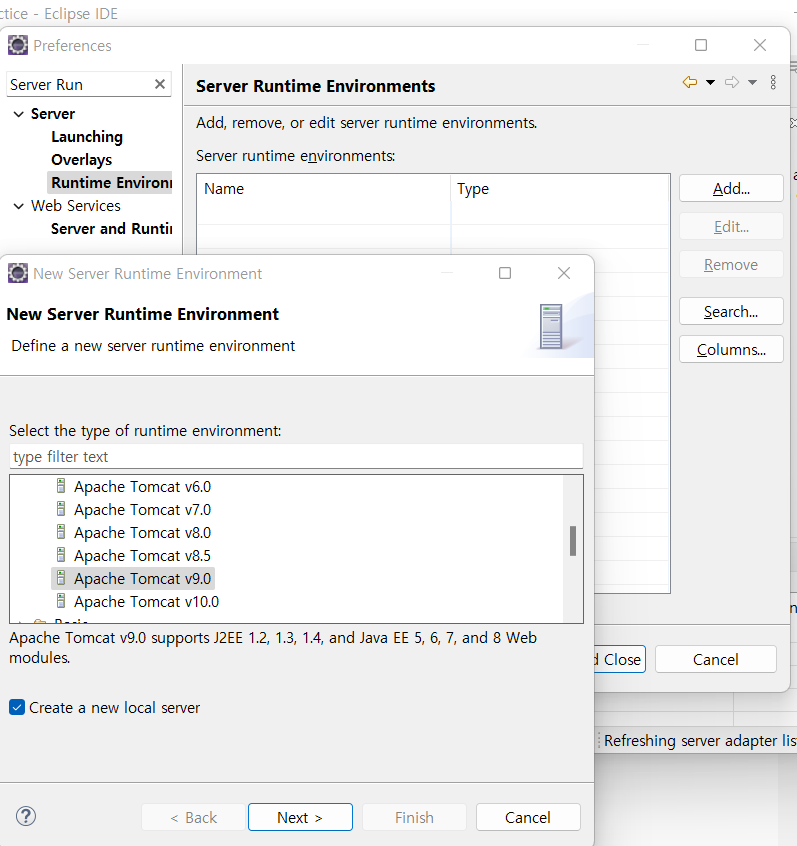 ctice - Eclipse IDE
Preferences
Server Run
Server Runtime Environments
Server
Launching
Overlays
Runtime Environn
Web Services
Server and Runti
Add, remove, or edit server runtime environments.
Server runtime environments:
Name Type
Add...
Edit...
Remove
Search...
Columns...
New Server Runtime Environment
New Server Runtime Environment
Define a new server runtime environment
Select the type of runtime environment:
type filter text
Apache Tomcat v6.0
Apache Tomcat v7.0
Apache Tomcat v8.0
Apache Tomcat v8.5
Apache Tomcat v9.0
Apache Tomcat v10.0
Basic
Apache Tomcat v9.0 supports J2EE 1.2, 1.3, 1.4, and Java EE 5, 6, 7, and 8 Web
modules.
d Close Cancel
Create a new local server
Refreshing server adapter lis
< Back Next > Finish Cancel